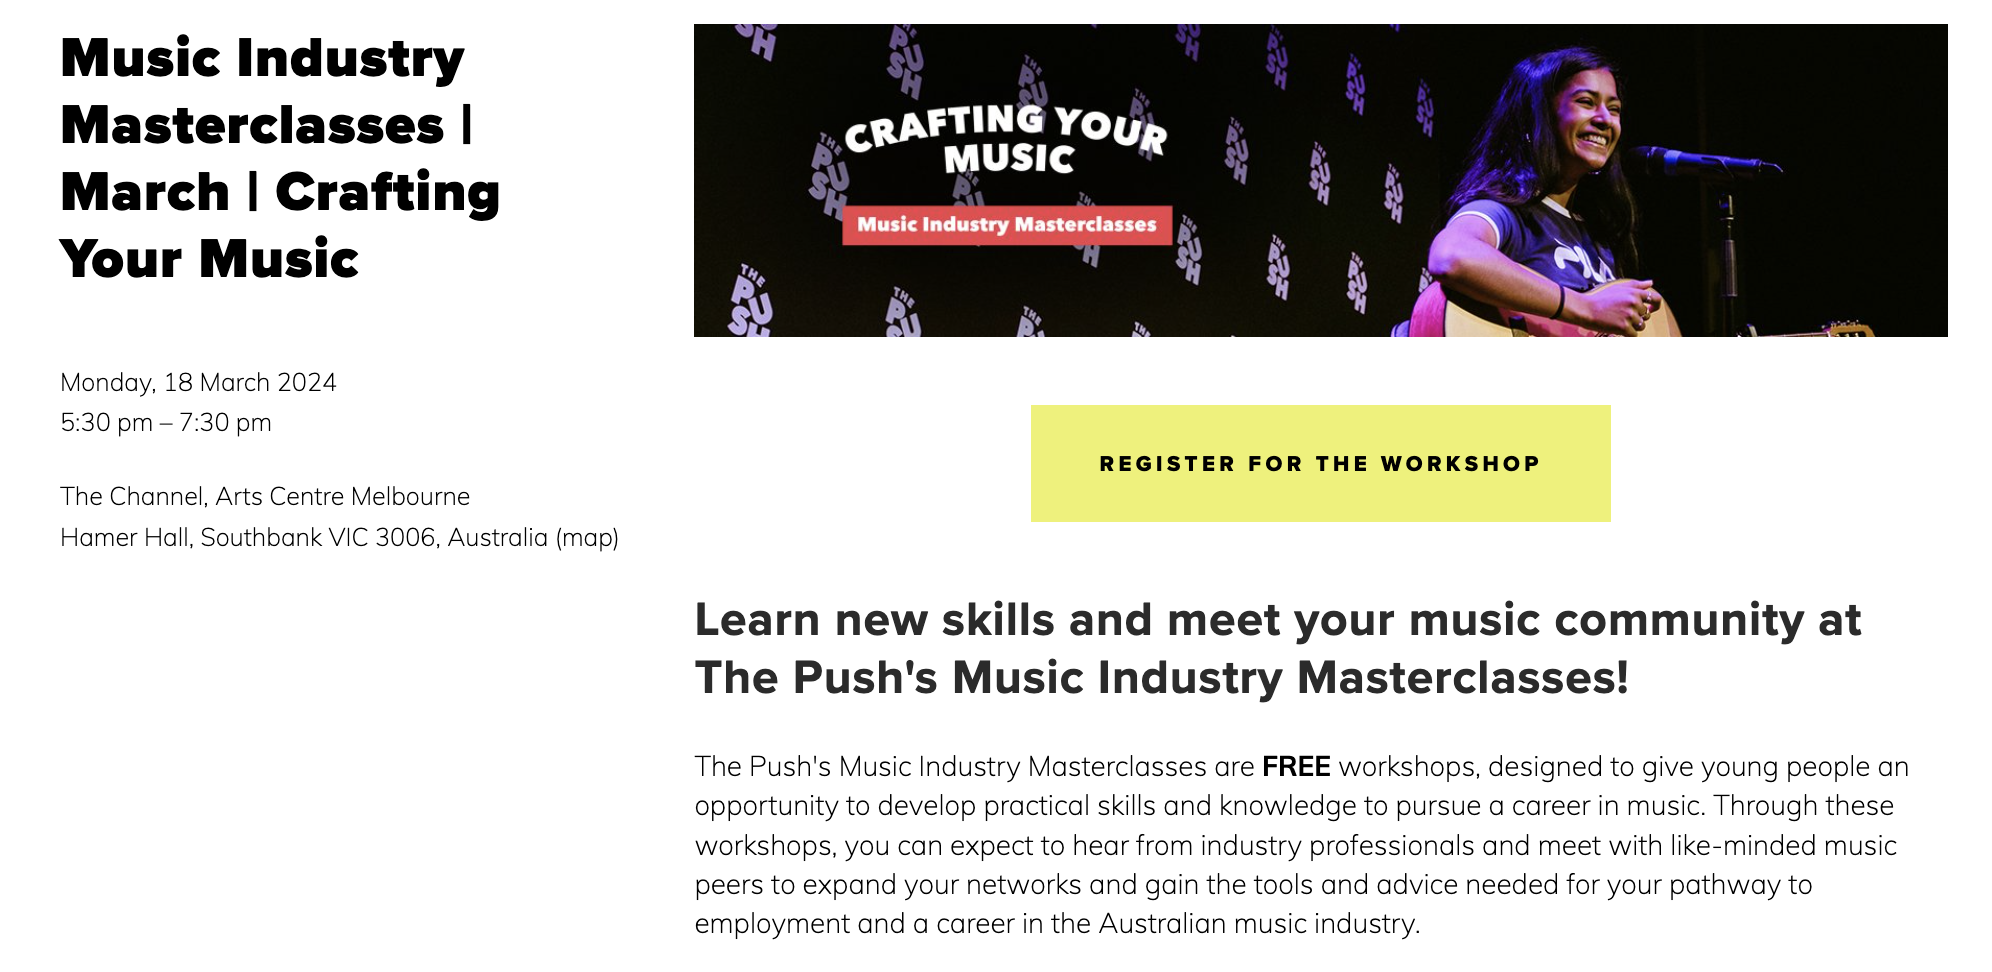 Music Industry
Masterclasses |
March | Crafting
Your Music
Monday, 18 March 2024
5:30 pm – 7:30 pm
The Channel, Arts Centre Melbourne
Hamer Hall, Southbank VIC 3006, Australia (map)
THE PUSH
CRAFTING YOUR
MUSIC
Music Industry Masterclasses
REGISTER FOR THE WORKSHOP
Learn new skills and meet your music community at
The Push's Music Industry Masterclasses!
The Push's Music Industry Masterclasses are FREE workshops, designed to give young people an
opportunity to develop practical skills and knowledge to pursue a career in music. Through these
workshops, you can expect to hear from industry professionals and meet with like-minded music
peers to expand your networks and gain the tools and advice needed for your pathway to
employment and a career in the Australian music industry.